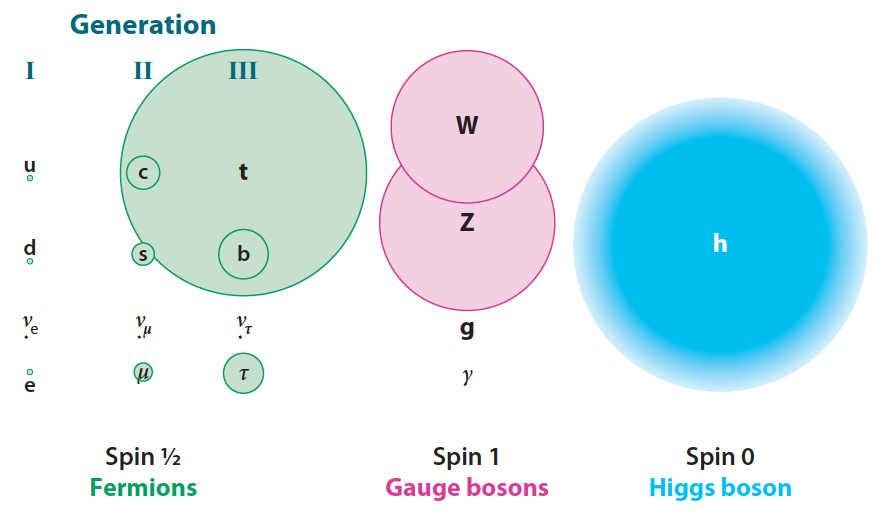 Generation
I II III
u c t W
d s b Z h
νe νμ ντ g
e μ τ γ
Spin ½ Spin 1 Spin 0
Fermions Gauge bosons Higgs boson